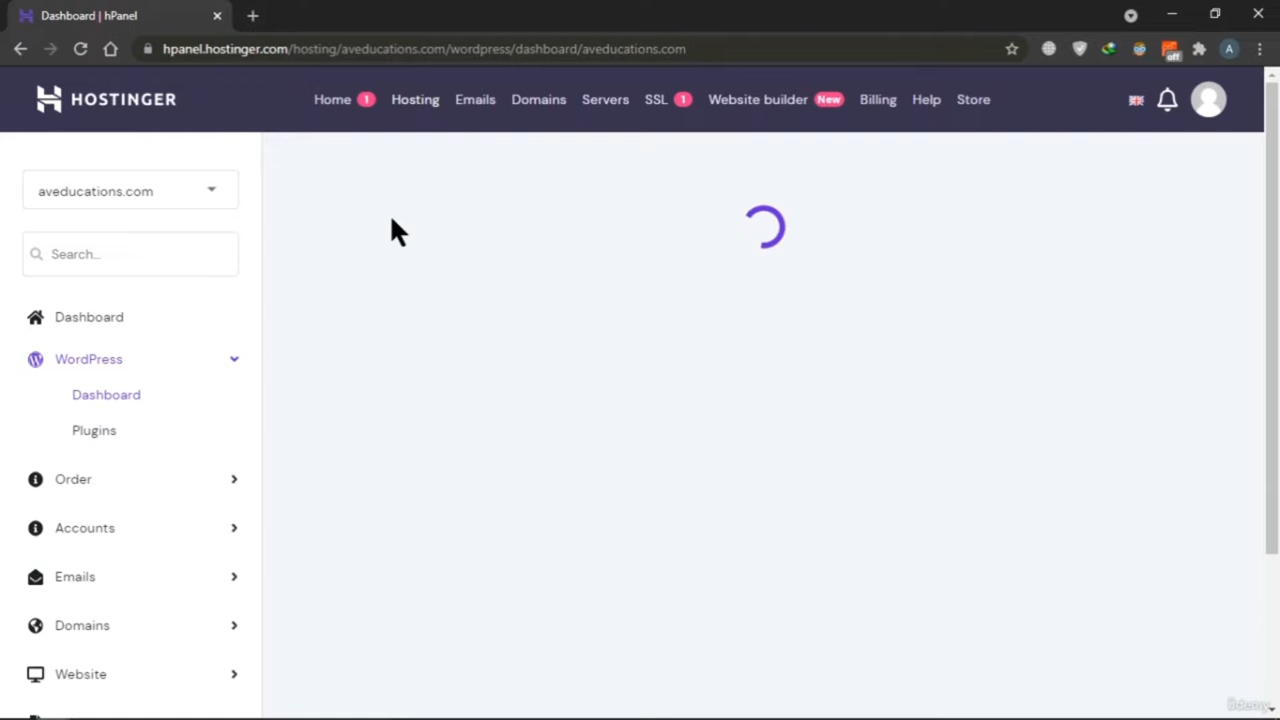 Dashboard | hPanel
hpanel.hostinger.com/hosting/aveducations.com/wordpress/dashboard/aveducations.com
off
A
HOSTINGER
Home 1 Hosting Emails Domains Servers SSL 1 Website builder New Billing Help Store
aveducations.com
Search...
Dashboard
WordPress
Dashboard
Plugins
Order
Accounts
Emails
Domains
Website
ûdemy